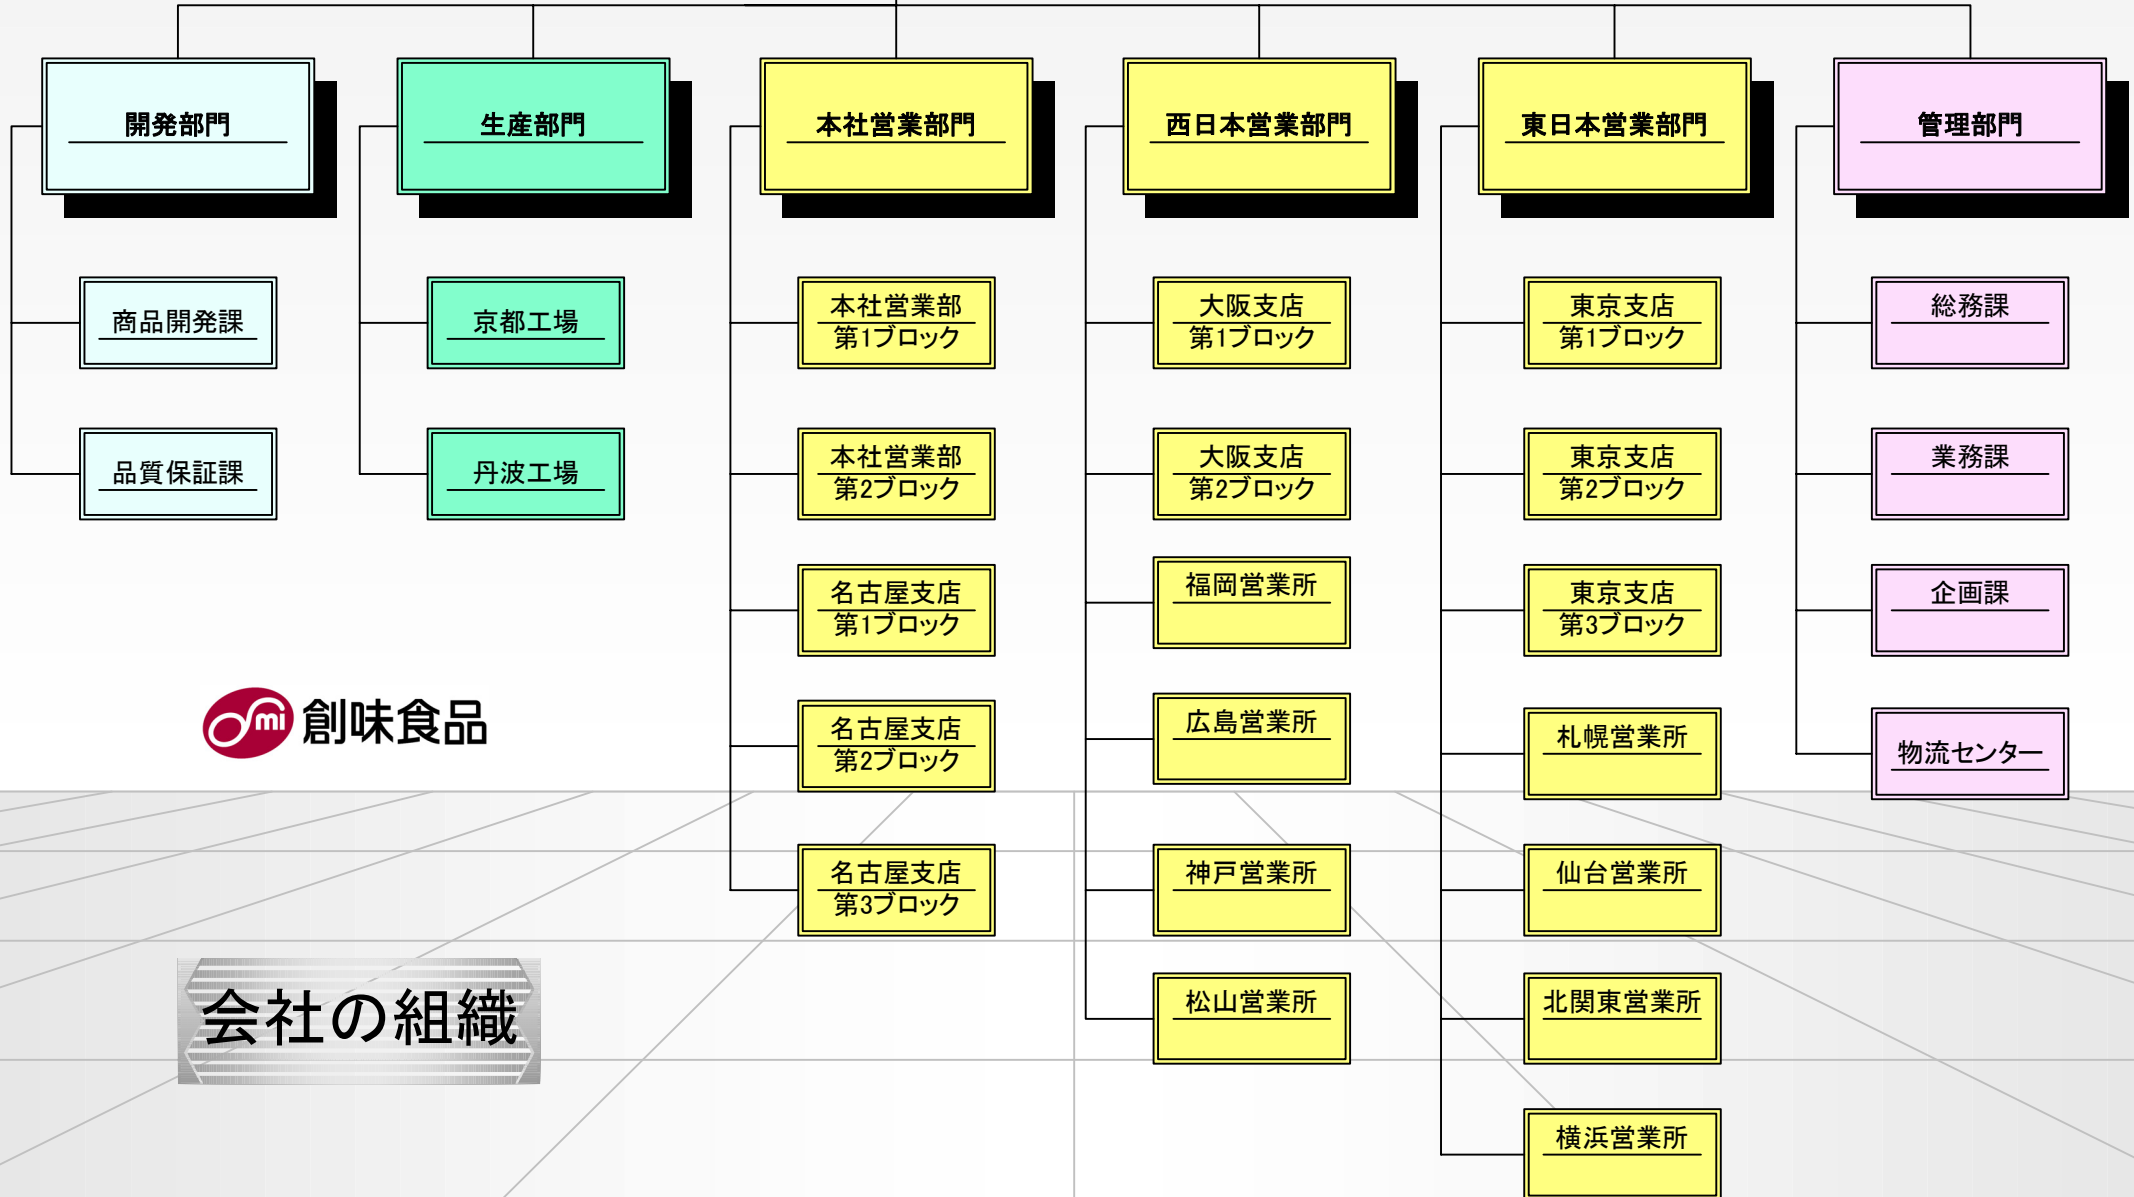 開発部門
生産部門
本社営業部門
西日本営業部門
東日本営業部門
管理部門
商品開発課
品質保証課
京都工場
丹波工場
本社営業部
第1ブロック
本社営業部
第2ブロック
名古屋支店
第1ブロック
名古屋支店
第2ブロック
名古屋支店
第3ブロック
大阪支店
第1ブロック
大阪支店
第2ブロック
福岡営業所
広島営業所
神戸営業所
松山営業所
東京支店
第1ブロック
東京支店
第2ブロック
東京支店
第3ブロック
札幌営業所
仙台営業所
北関東営業所
横浜営業所
総務課
業務課
企画課
物流センター
mi 創味食品
会社の組織